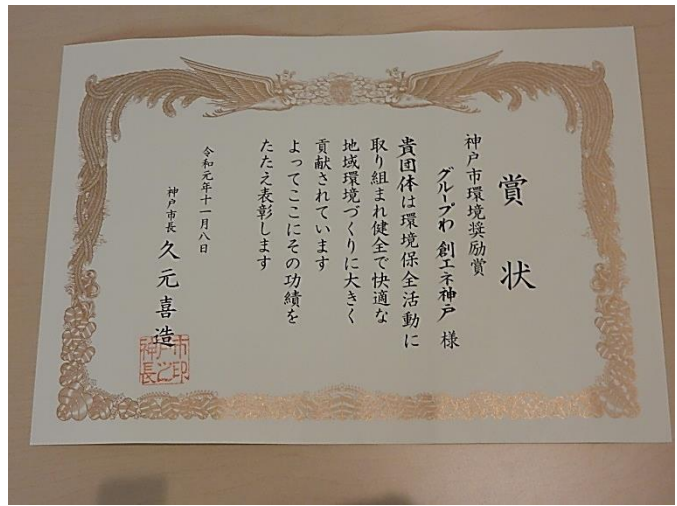 賞状
神戸市環境奨励賞
グループわ 創エネ神戸 様
貴団体は環境保全活動に
取り組まれ健全で快適な
地域環境づくりに大きく
貢献されています
よってここにその功績を
たたえ表彰します
令和元年十一月八日
神戸市長 久元喜造
神戸市長之印